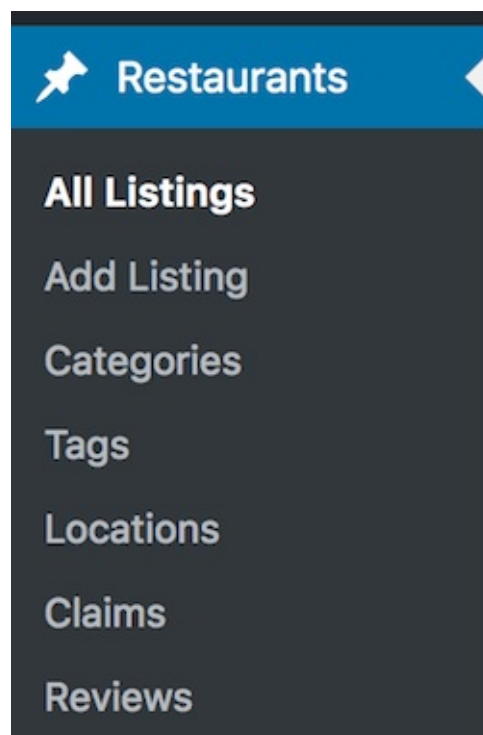 Restaurants
All Listings
Add Listing
Categories
Tags
Locations
Claims
Reviews